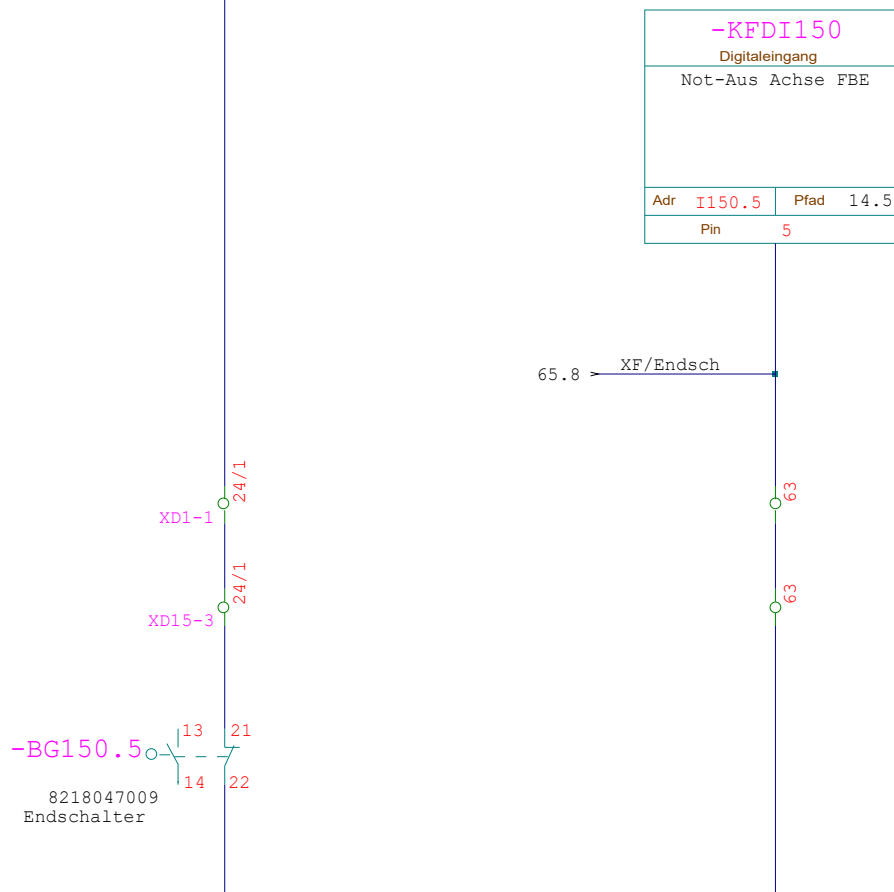 -KFDI150
Digitaleingang
Not-Aus Achse FBE
Adr I150.5 Pfad 14.5
Pin 5
65.8 XF/Endsch
24/1
XD1-1
63
24/1
XD15-3
63
13 21
-BG150.5
14 22
8218047009
Endschalter